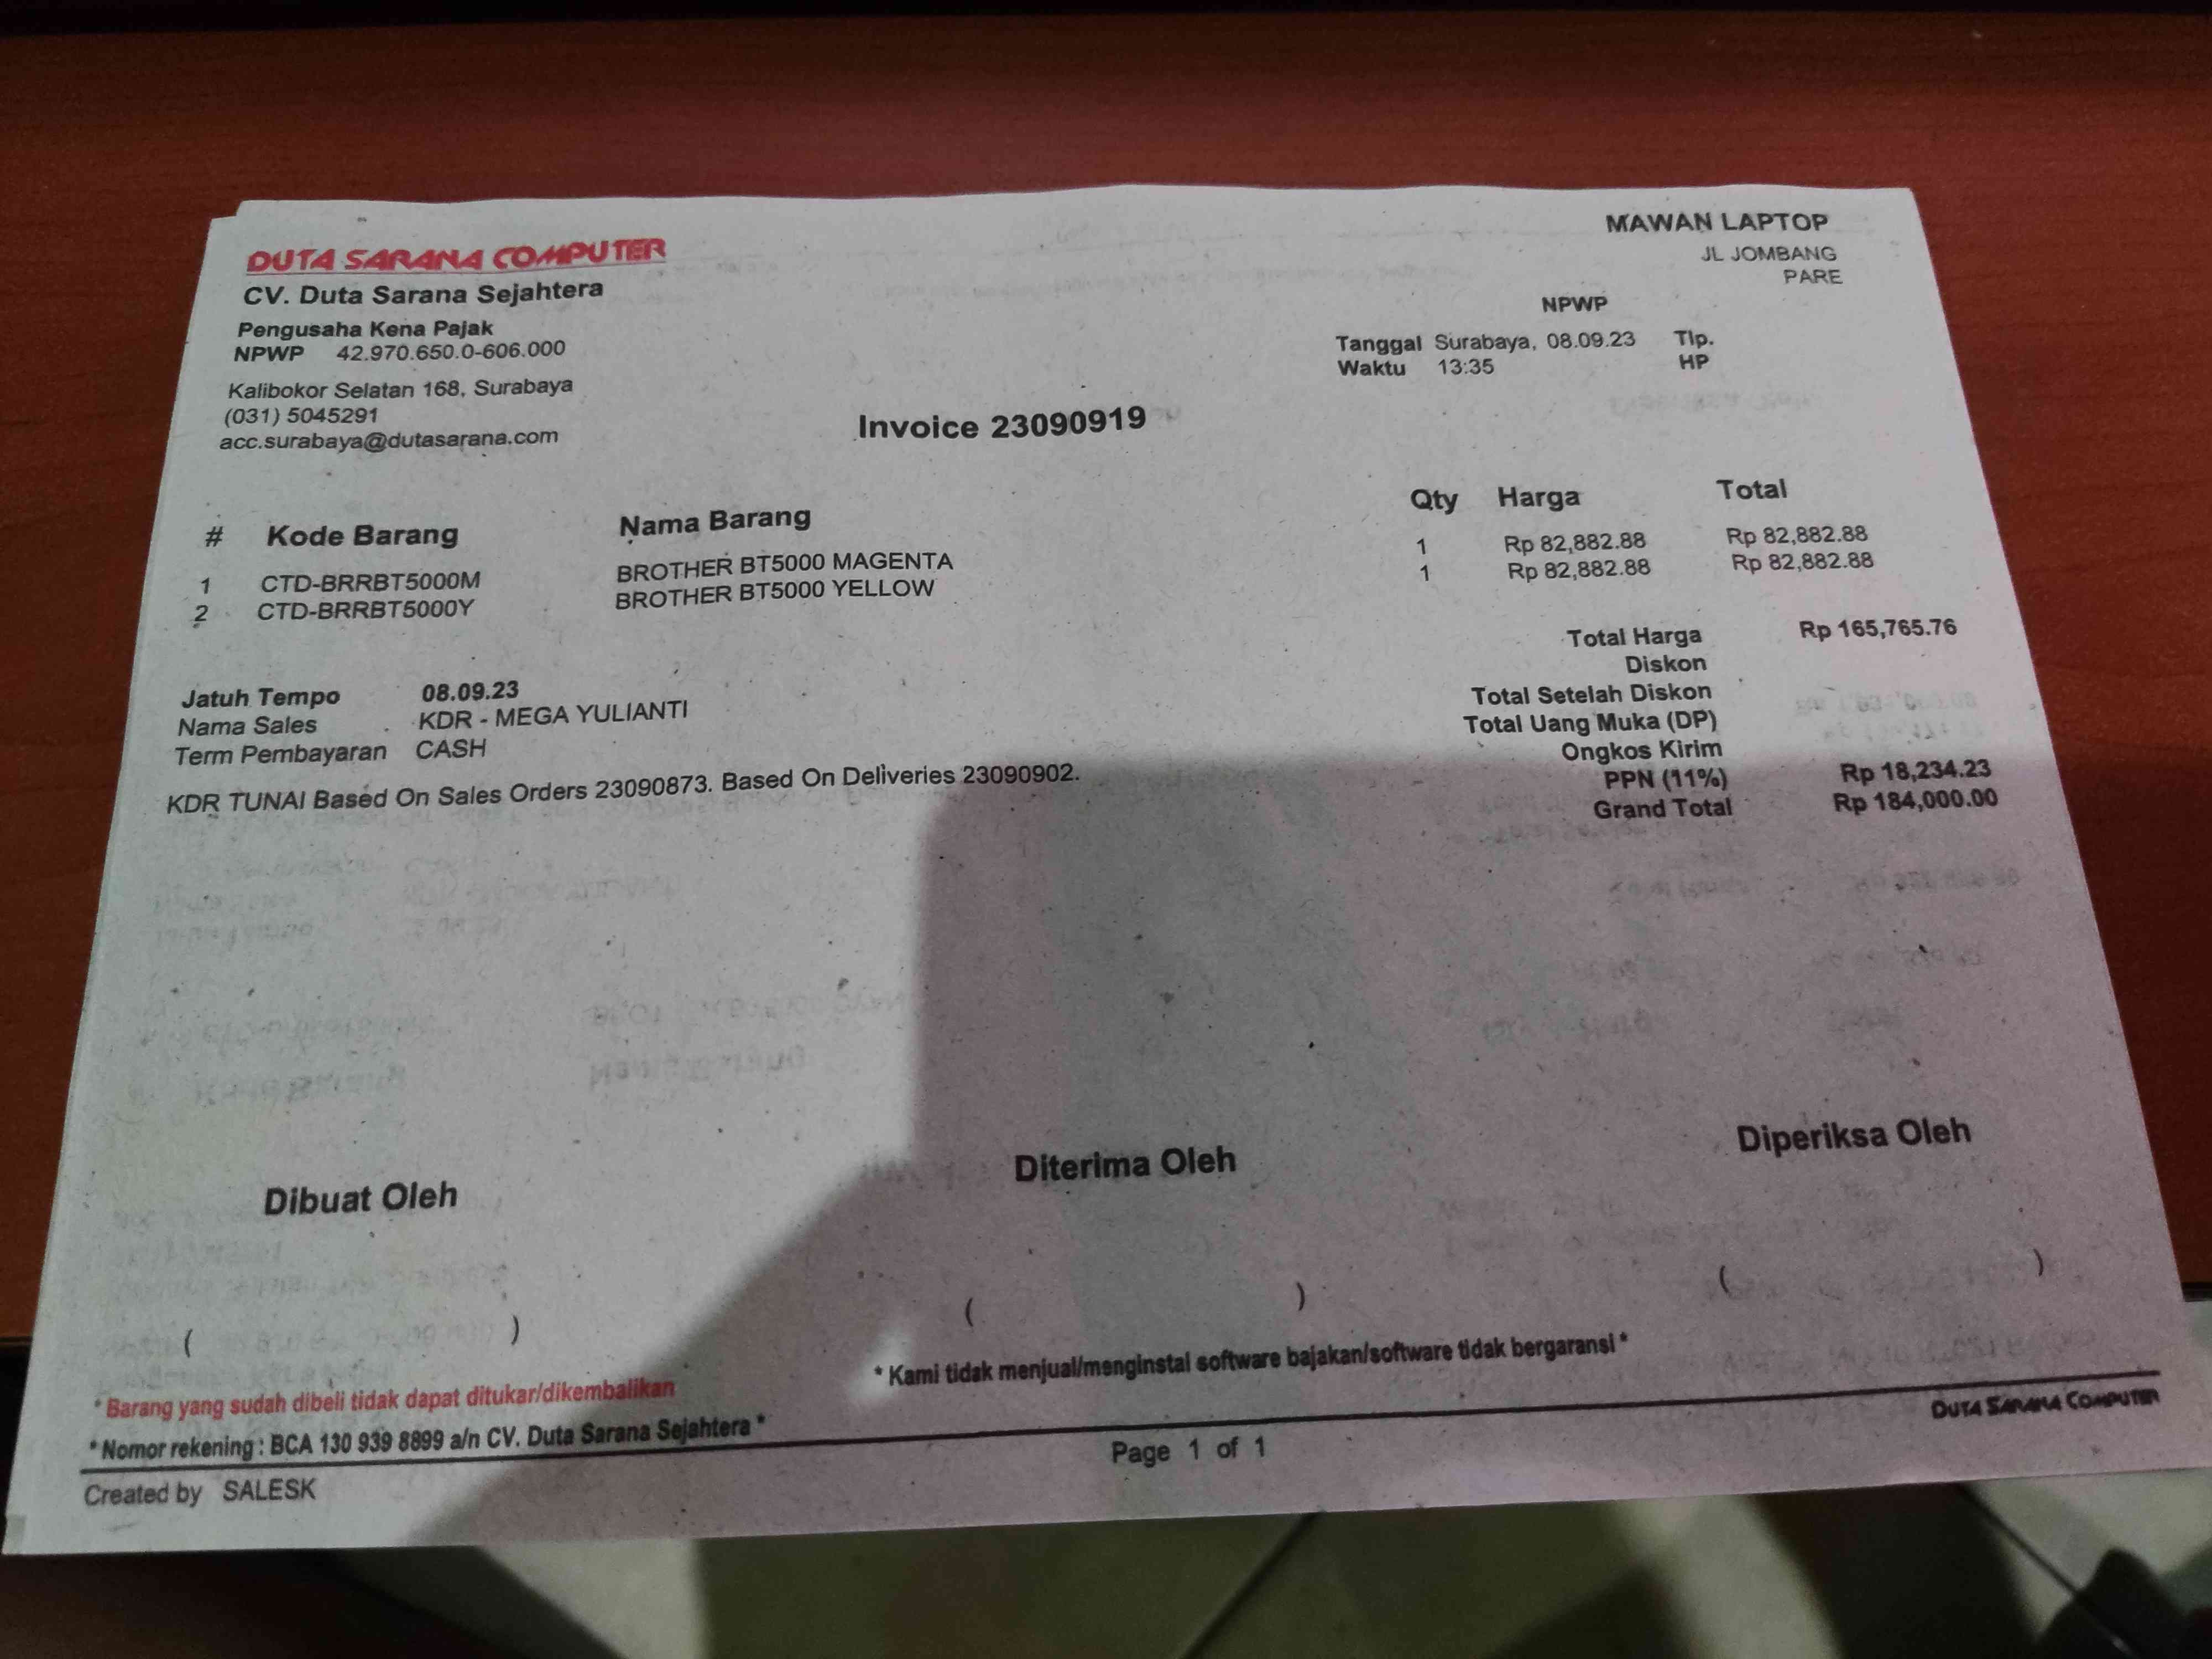 DUTA SARANA COMPUTER
CV. Duta Sarana Sejahtera
Pengusaha Kena Pajak
NPWP 42.970.650.0-606.000
Kalibokor Selatan 168, Surabaya
(031) 5045291
acc.surabaya@dutasarana.com
MAWAN LAPTOP
JL JOMBANG
PARE
NPWP
Tanggal Surabaya, 08.09.23 Tlp.
Waktu 13:35 HP
Invoice 23090919
# Kode Barang Nama Barang Qty Harga Total
1 CTD-BRRBT5000M BROTHER BT5000 MAGENTA 1 Rp 82,882.88 Rp 82,882.88
2 CTD-BRRBT5000Y BROTHER BT5000 YELLOW 1 Rp 82,882.88 Rp 82,882.88
Total Harga Rp 165,765.76
Diskon
Total Setelah Diskon
Total Uang Muka (DP)
Ongkos Kirim
PPN (11%) Rp 18,234.23
Grand Total Rp 184,000.00
Jatuh Tempo 08.09.23
Nama Sales KDR - MEGA YULIANTI
Term Pembayaran CASH
KDR TUNAI Based On Sales Orders 23090873. Based On Deliveries 23090902.
Dibuat Oleh Diterima Oleh Diperiksa Oleh
( ) ( ) ( )
* Barang yang sudah dibeli tidak dapat ditukar/dikembalikan
* Kami tidak menjual/menginstal software bajakan/software tidak bergaransi *
* Nomor rekening : BCA 130 939 8899 a/n CV. Duta Sarana Sejahtera *
Created by SALESK
Page 1 of 1
DUTA SARANA COMPUTER